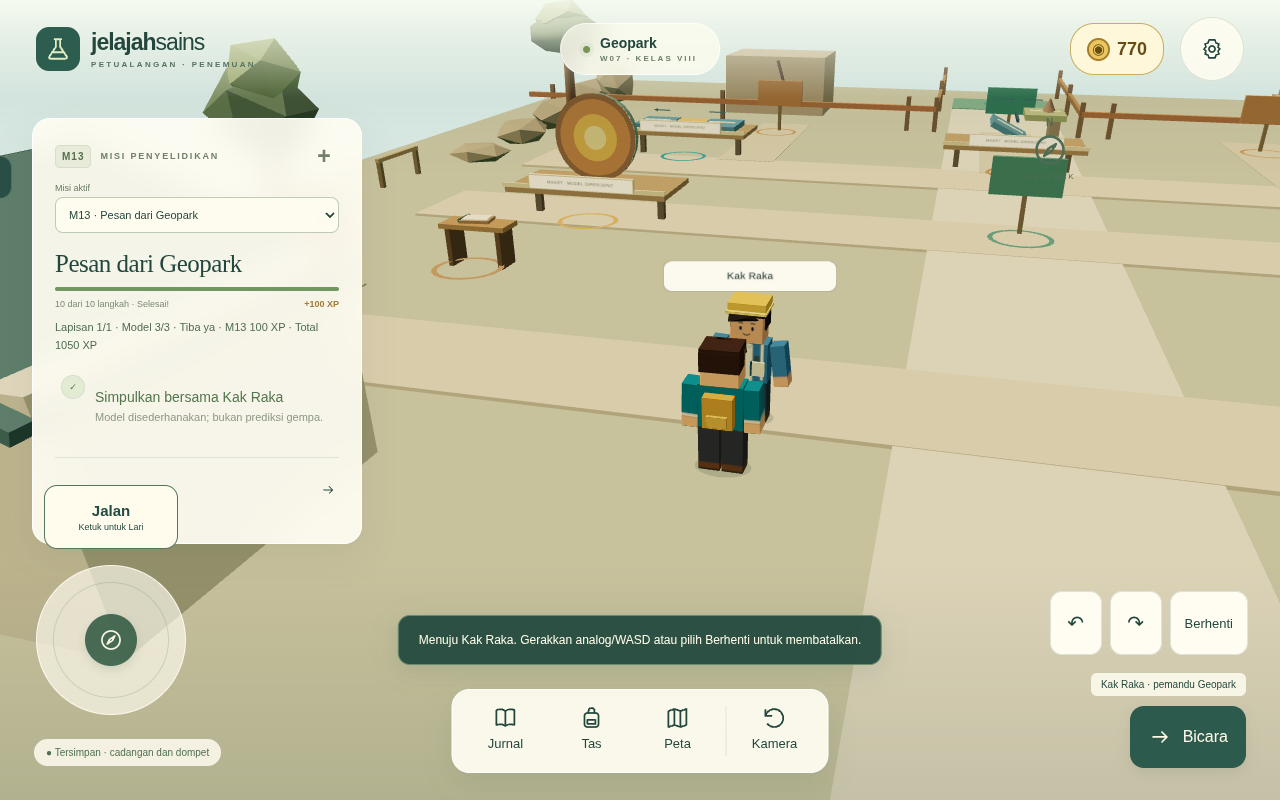 jelajahsains
PETUALANGAN · PENEMUAN
Geopark
W07 · KELAS VIII
770
M13 MISI PENYELIDIKAN
Misi aktif
M13 · Pesan dari Geopark
Pesan dari Geopark
10 dari 10 langkah · Selesai!
+100 XP
Lapisan 1/1 · Model 3/3 · Tiba ya · M13 100 XP · Total
1050 XP
✓
Simpulkan bersama Kak Raka
Model disederhanakan; bukan prediksi gempa.
Jalan
Ketuk untuk Lari
Kak Raka
Menuju Kak Raka. Gerakkan analog/WASD atau pilih Berhenti untuk membatalkan.
Berhenti
Kak Raka · pemandu Geopark
Bicara
Jurnal
Tas
Peta
Kamera
● Tersimpan · cadangan dan dompet